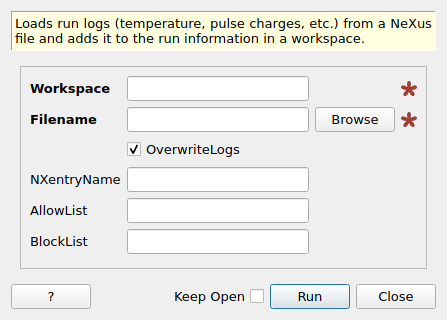 Loads run logs (temperature, pulse charges, etc.) from a NeXus
file and adds it to the run information in a workspace.
Workspace
Filename Browse
OverwriteLogs
NXentryName
AllowList
BlockList
? Keep Open Run Close